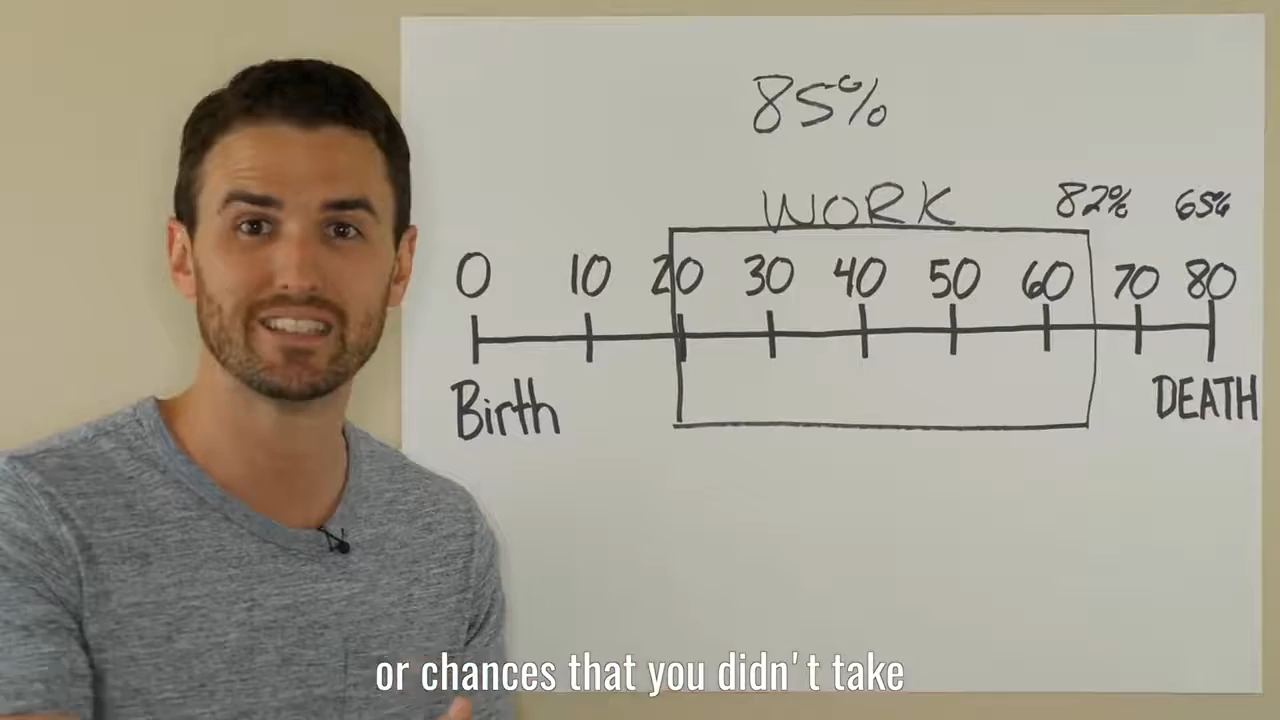 85%
WORK
82% 65%
0 10 20 30 40 50 60 70 80
Birth
DEATH
or chances that you didn't take